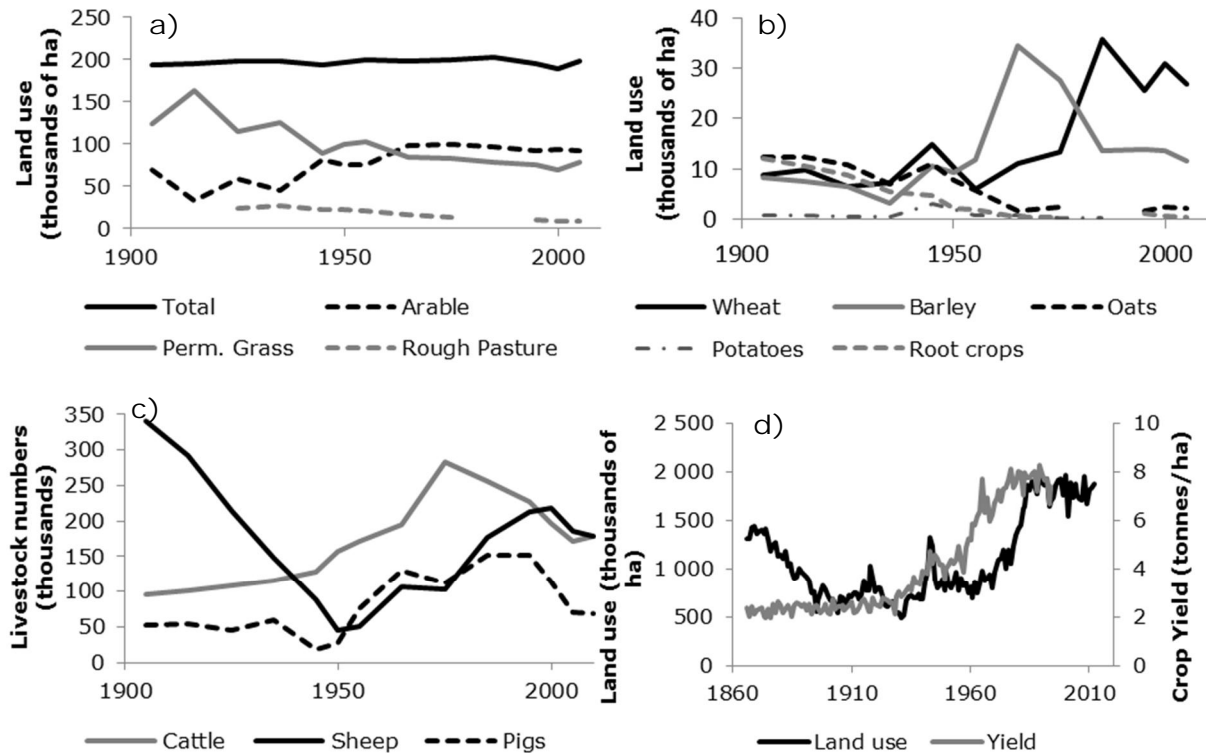 a)
Land use
(thousands of ha)
250
200
150
100
50
0
1900
1950
2000
Total
Arable
Perm. Grass
Rough Pasture
b)
Land use
(thousands of ha)
40
30
20
10
0
1900
1950
2000
Wheat
Barley
Oats
Potatoes
Root crops
c)
Livestock numbers
(thousands)
350
300
250
200
150
100
50
0
1900
1950
2000
Cattle
Sheep
Pigs
d)
Land use (thousands of
ha)
2 500
2 000
1 500
1 000
500
0
10
8
6
4
2
0
Crop Yield (tonnes/ha)
1860
1910
1960
2010
Land use
Yield